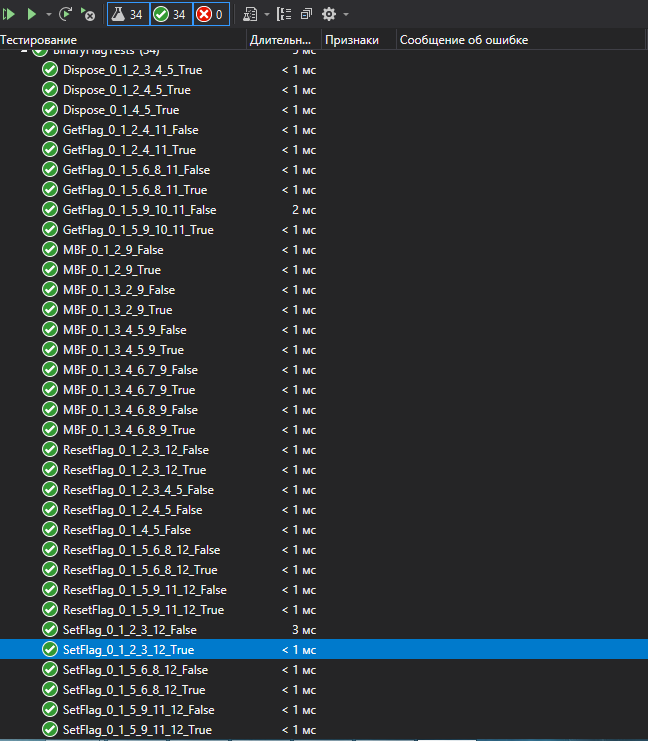 34 34 0
Тестирование Длительн... Признаки Сообщение об ошибке
BinaryFlagTests (34) 5 мс
Dispose_0_1_2_3_4_5_True < 1 мс
Dispose_0_1_2_4_5_True < 1 мс
Dispose_0_1_4_5_True < 1 мс
GetFlag_0_1_2_4_11_False < 1 мс
GetFlag_0_1_2_4_11_True < 1 мс
GetFlag_0_1_5_6_8_11_False < 1 мс
GetFlag_0_1_5_6_8_11_True < 1 мс
GetFlag_0_1_5_9_10_11_False 2 мс
GetFlag_0_1_5_9_10_11_True < 1 мс
MBF_0_1_2_9_False < 1 мс
MBF_0_1_2_9_True < 1 мс
MBF_0_1_3_2_9_False < 1 мс
MBF_0_1_3_2_9_True < 1 мс
MBF_0_1_3_4_5_9_False < 1 мс
MBF_0_1_3_4_5_9_True < 1 мс
MBF_0_1_3_4_6_7_9_False < 1 мс
MBF_0_1_3_4_6_7_9_True < 1 мс
MBF_0_1_3_4_6_8_9_False < 1 мс
MBF_0_1_3_4_6_8_9_True < 1 мс
ResetFlag_0_1_2_3_12_False < 1 мс
ResetFlag_0_1_2_3_12_True < 1 мс
ResetFlag_0_1_2_3_4_5_False < 1 мс
ResetFlag_0_1_2_4_5_False < 1 мс
ResetFlag_0_1_4_5_False < 1 мс
ResetFlag_0_1_5_6_8_12_False < 1 мс
ResetFlag_0_1_5_6_8_12_True < 1 мс
ResetFlag_0_1_5_9_11_12_False < 1 мс
ResetFlag_0_1_5_9_11_12_True < 1 мс
SetFlag_0_1_2_3_12_False 3 мс
SetFlag_0_1_2_3_12_True < 1 мс
SetFlag_0_1_5_6_8_12_False < 1 мс
SetFlag_0_1_5_6_8_12_True < 1 мс
SetFlag_0_1_5_9_11_12_False < 1 мс
SetFlag_0_1_5_9_11_12_True < 1 мс